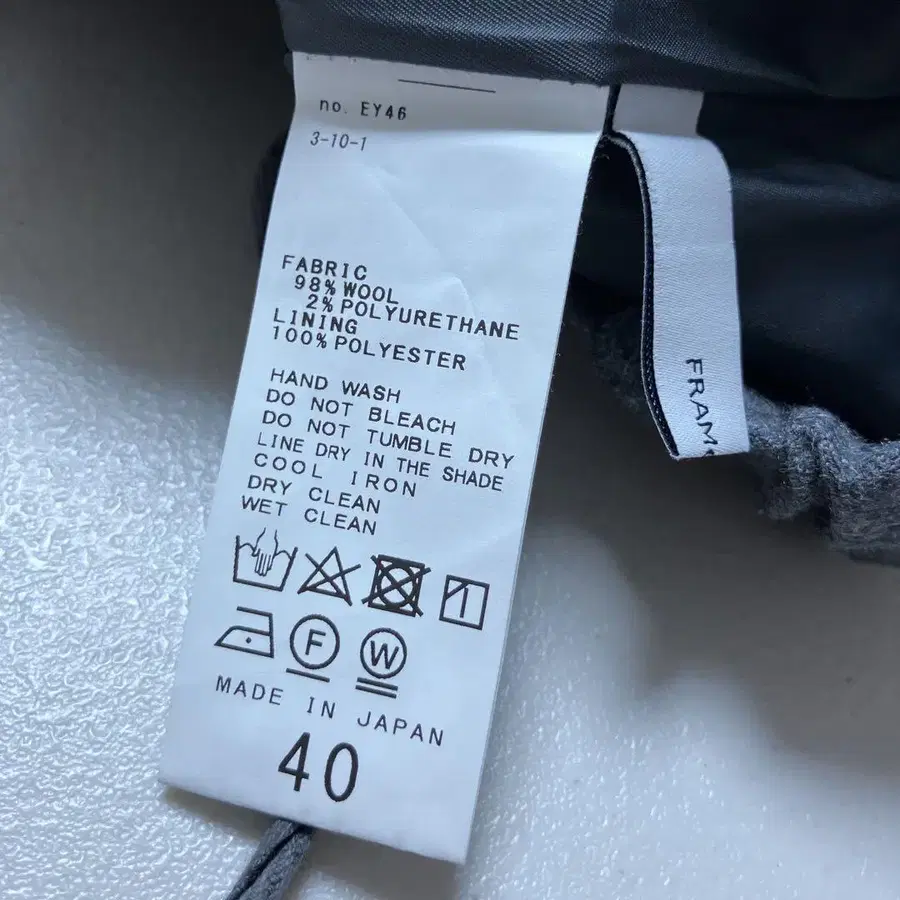 no. EY46
3-10-1
FABRIC
98% WOOL
2% POLYURETHANE
LINING
100% POLYESTER
HAND WASH
DO NOT BLEACH
DO NOT TUMBLE DRY
LINE DRY IN THE SHADE
COOL IRON
DRY CLEAN
WET CLEAN
F
W
MADE IN JAPAN
40